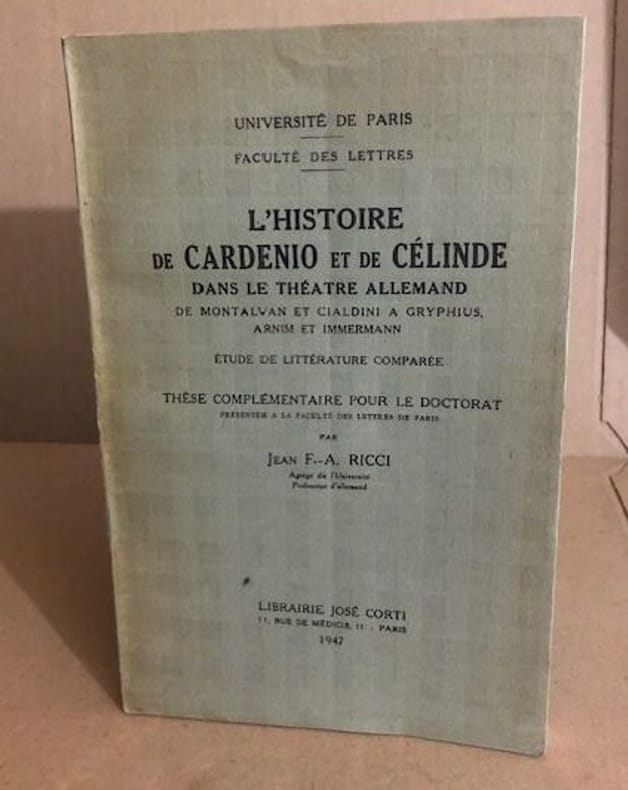 UNIVERSITÉ DE PARIS
FACULTÉ DES LETTRES
L'HISTOIRE
DE CARDENIO ET DE CÉLINDE
DANS LE THÉATRE ALLEMAND
DE MONTALVAN ET CIALDINI A GRYPHIUS,
ARNIM ET IMMERMANN
ÉTUDE DE LITTÉRATURE COMPARÉE
THÈSE COMPLÉMENTAIRE POUR LE DOCTORAT
PRÉSENTÉE A LA FACULTÉ DES LETTRES DE PARIS
PAR
JEAN F.-A. RICCI
Agrégé de l'Université
Professeur d'allemand
LIBRAIRIE JOSÉ CORTI
11, RUE DE MÉDICIS, 11 - PARIS
1947